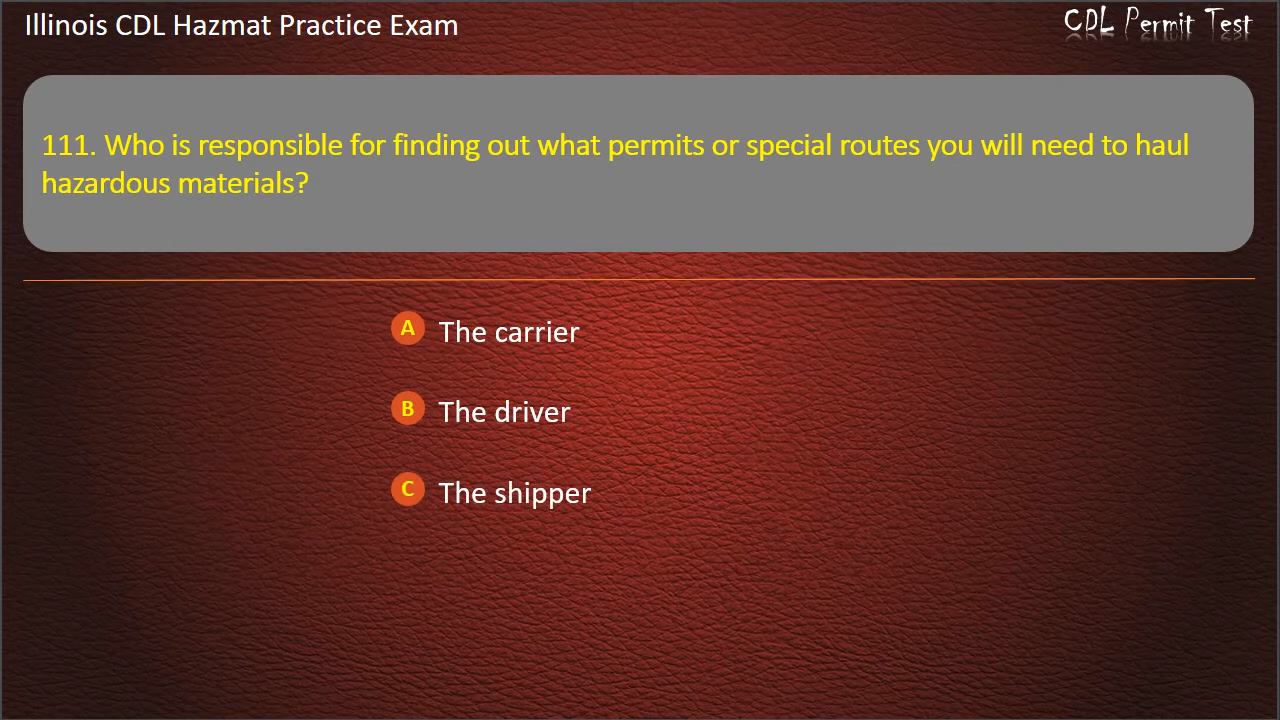 Illinois CDL Hazmat Practice Exam
CDL Permit Test
111. Who is responsible for finding out what permits or special routes you will need to haul
hazardous materials?
A The carrier
B The driver
C The shipper